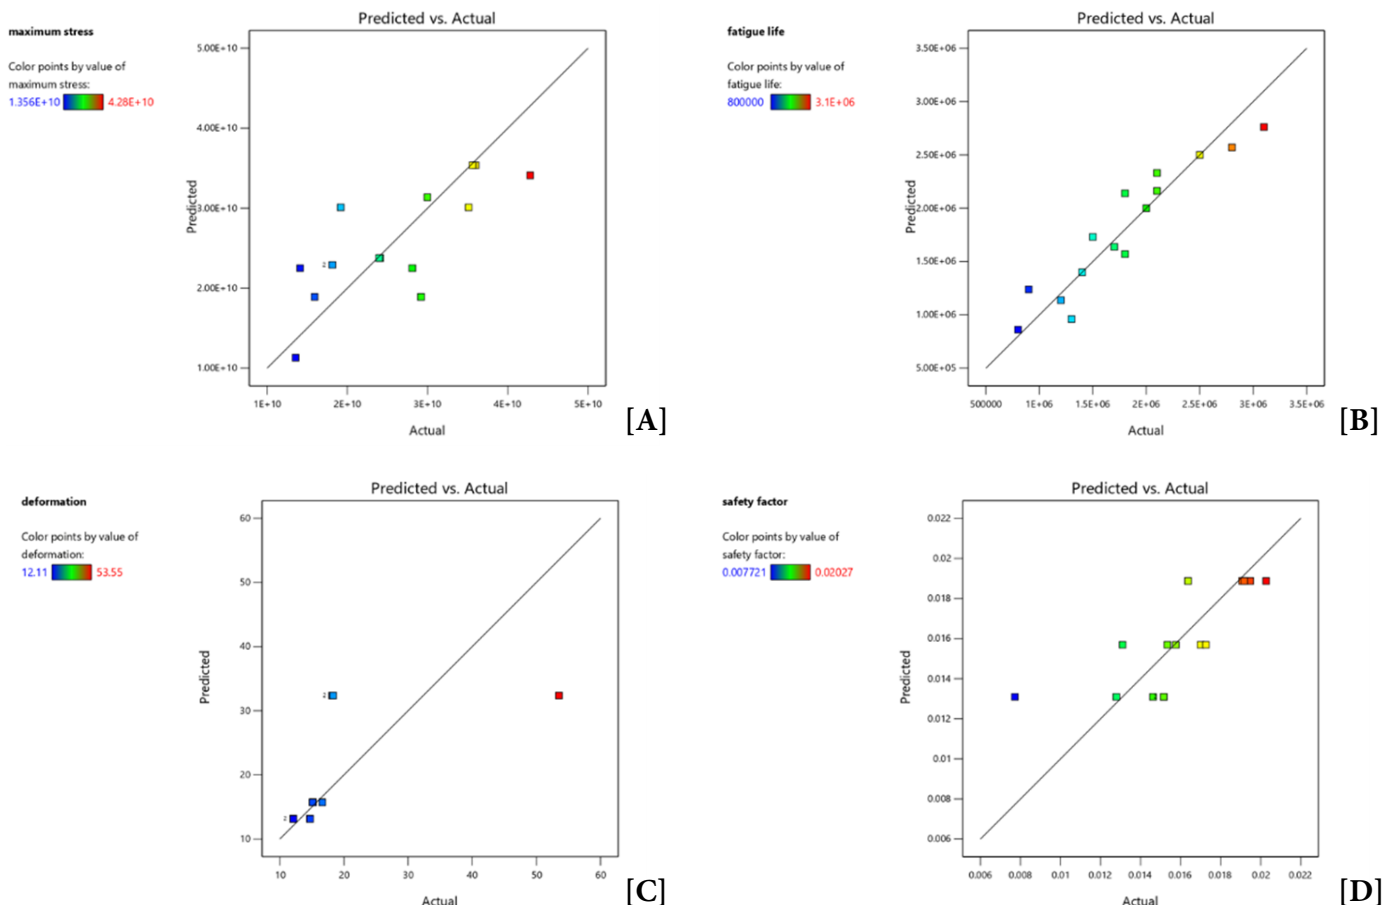 Predicted vs. Actual
maximum stress
Color points by value of
maximum stress:
1.356E+10 4.28E+10
5.00E+10
4.00E+10
3.00E+10
2.00E+10
1.00E+10
Predicted
2
1E+10 2E+10 3E+10 4E+10 5E+10
Actual
[A]
Predicted vs. Actual
fatigue life
Color points by value of
fatigue life:
800000 3.1E+06
3.50E+06
3.00E+06
2.50E+06
2.00E+06
1.50E+06
1.00E+06
5.00E+05
Predicted
500000 1E+06 1.5E+06 2E+06 2.5E+06 3E+06 3.5E+06
Actual
[B]
Predicted vs. Actual
deformation
Color points by value of
deformation:
12.11 53.55
60
50
40
30
20
10
Predicted
2
2
10 20 30 40 50 60
Actual
[C]
Predicted vs. Actual
safety factor
Color points by value of
safety factor:
0.007721 0.02027
0.022
0.02
0.018
0.016
0.014
0.012
0.01
0.008
0.006
Predicted
0.006 0.008 0.01 0.012 0.014 0.016 0.018 0.02 0.022
Actual
[D]